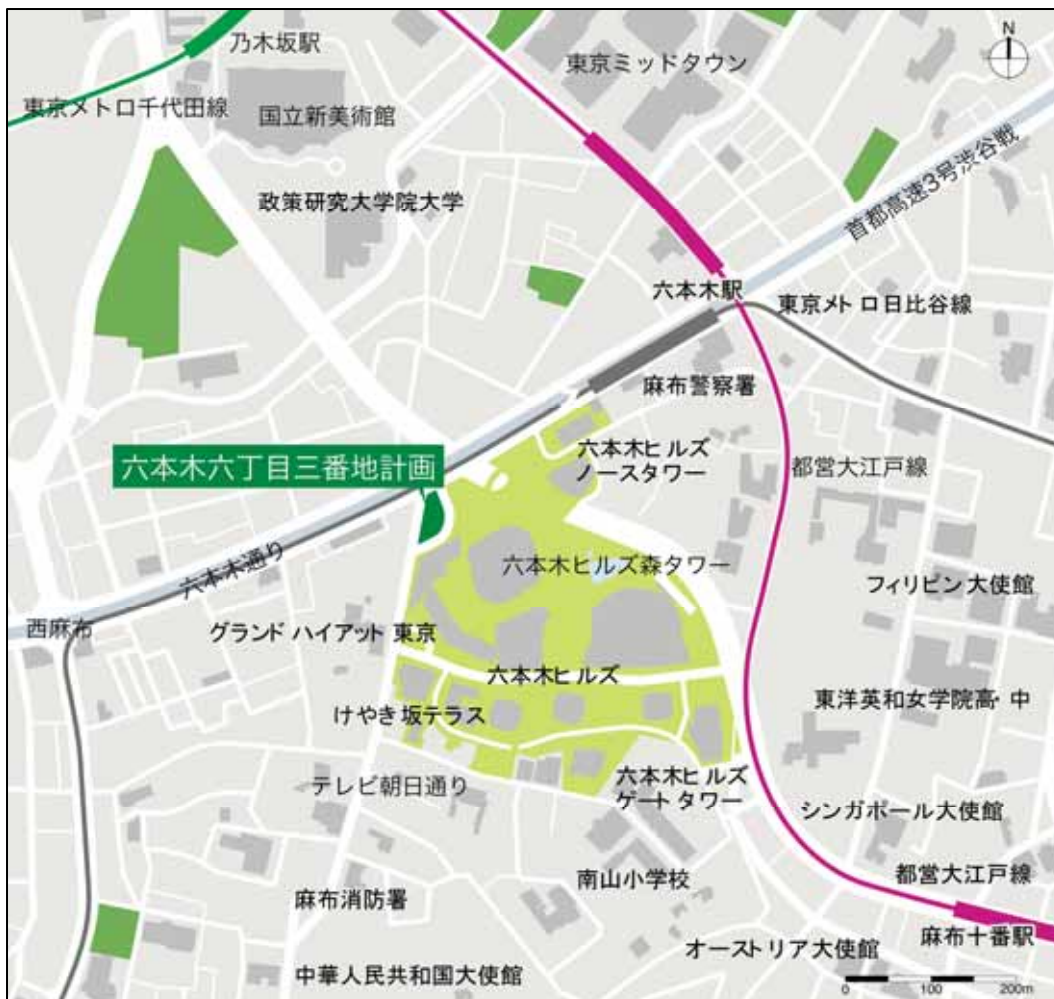 N
乃木坂駅
東京ミッドタウン
東京メトロ千代田線
国立新美術館
首都高速3号渋谷戦
政策研究大学院大学
六本木駅
東京メトロ日比谷線
麻布警察署
六本木六丁目三番地計画
六本木ヒルズ
ノースタワー
都営大江戸線
六本木通り
六本木ヒルズ森タワー
フィリピン大使館
西麻布
グランド ハイアット 東京
六本木ヒルズ
けやき坂テラス
東洋英和女学院高・中
テレビ朝日通り
六本木ヒルズ
ゲートタワー
シンガポール大使館
南山小学校
都営大江戸線
麻布消防署
麻布十番駅
オーストリア大使館
中華人民共和国大使館
0 100 200m